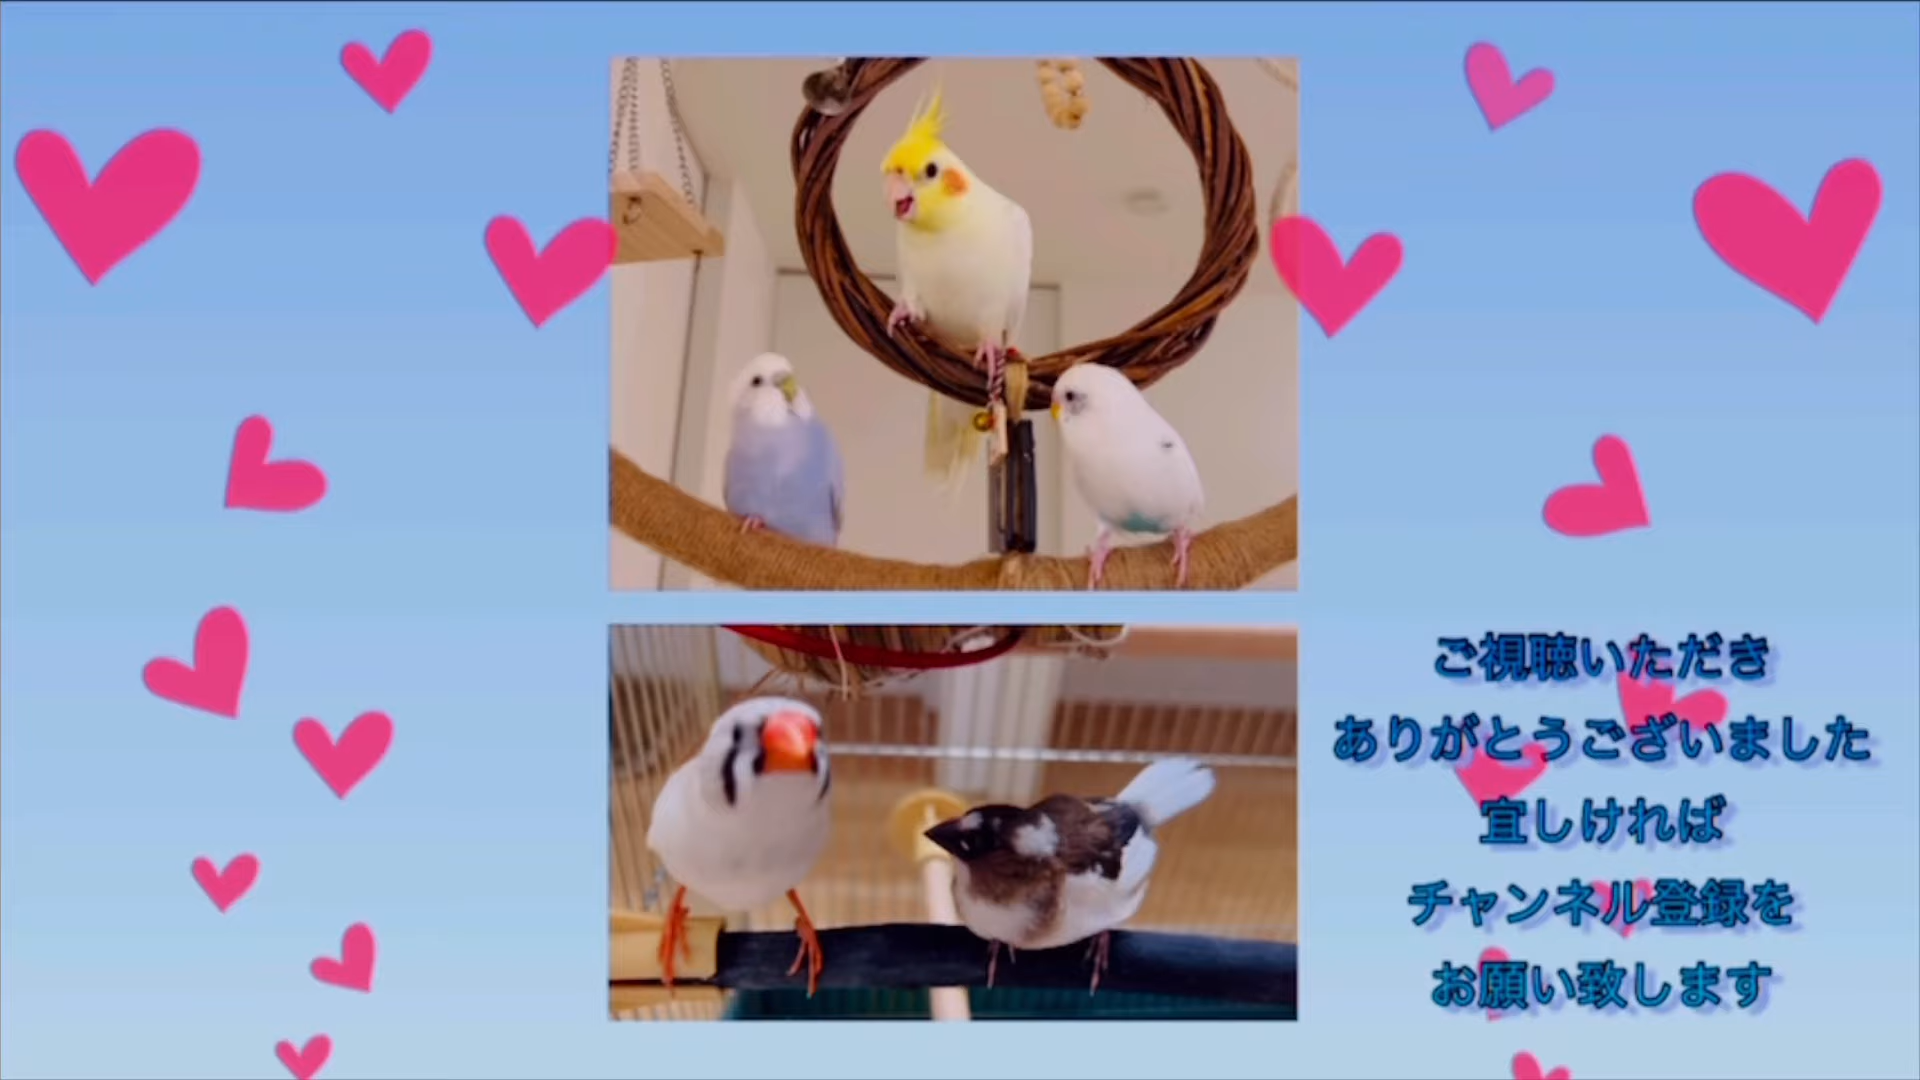 ご視聴いただき
ありがとうございました
宜しければ
チャンネル登録を
お願い致します